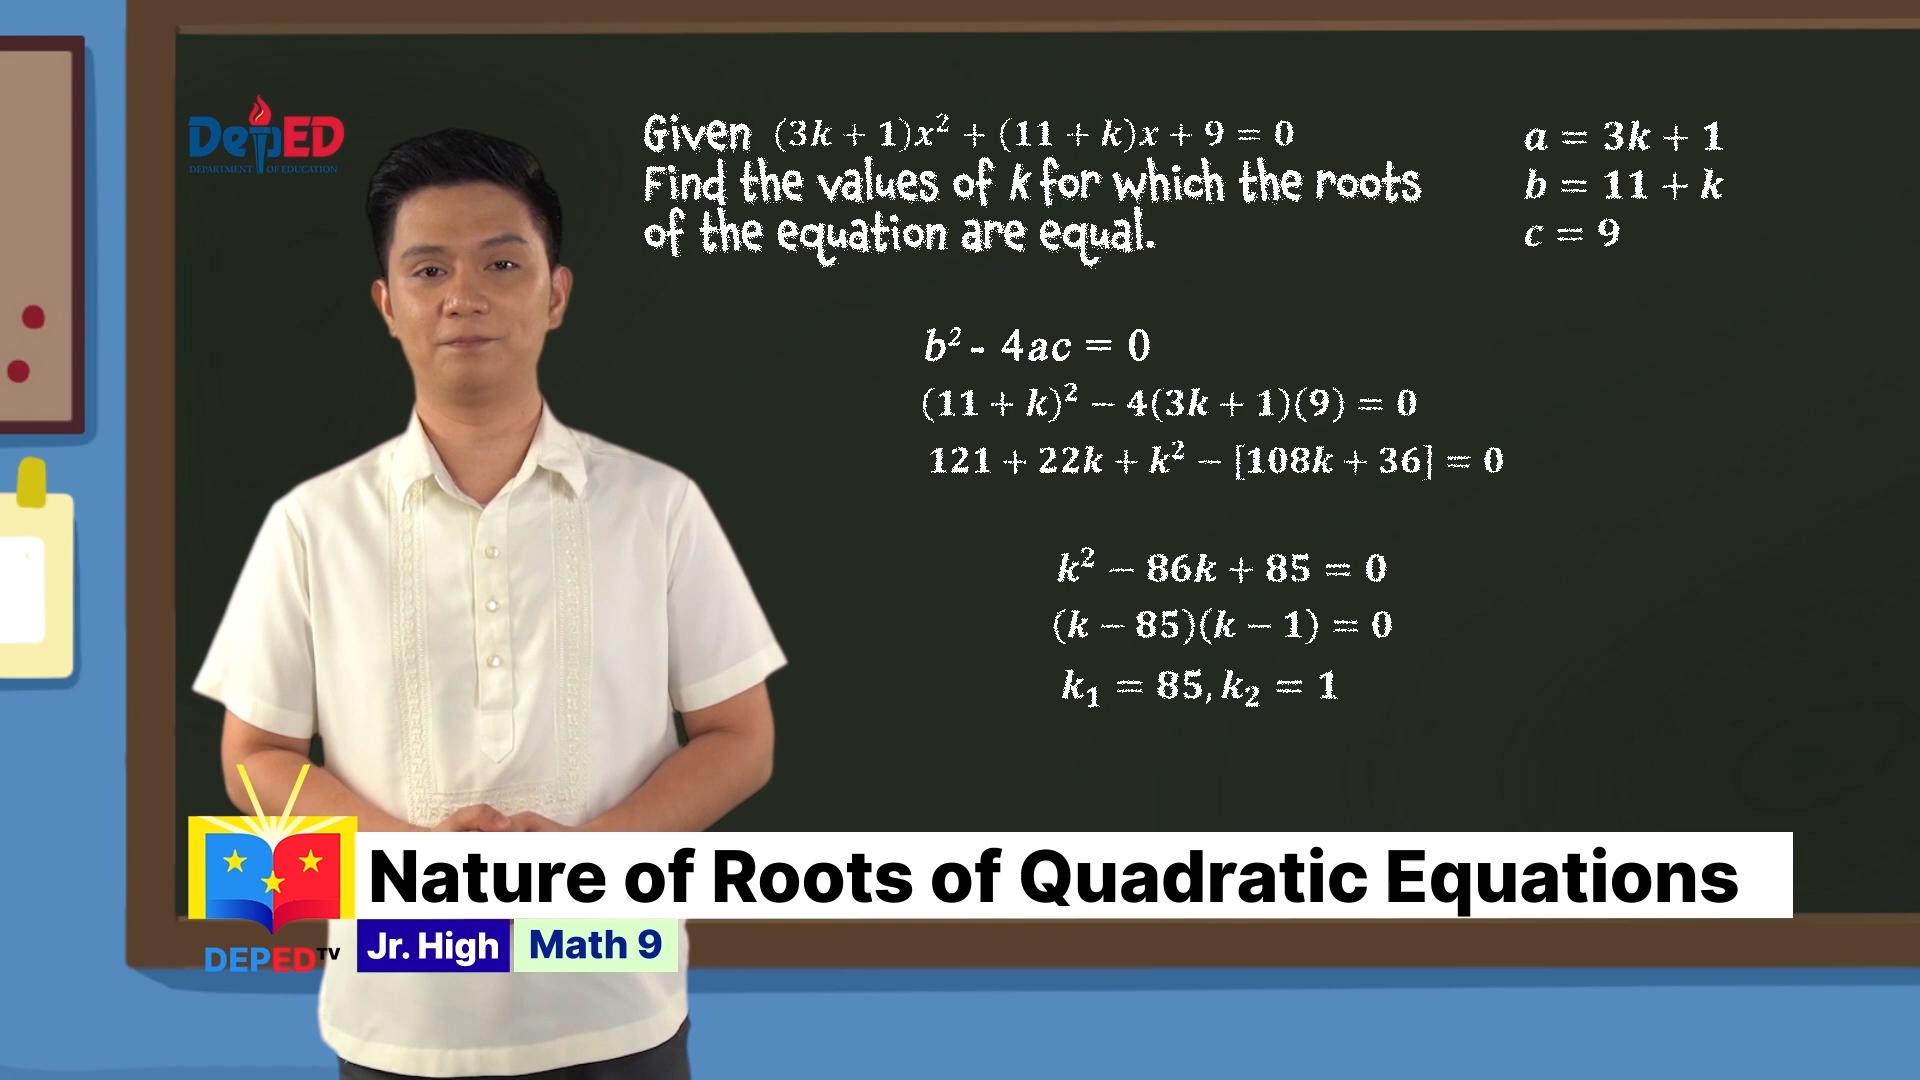 DepED
DEPARTMENT OF EDUCATION
Given (3k + 1)x² + (11 + k)x + 9 = 0
Find the values of k for which the roots
of the equation are equal.
a = 3k + 1
b = 11 + k
c = 9
b² - 4ac = 0
(11 + k)² − 4(3k + 1)(9) = 0
121 + 22k + k² − [108k + 36] = 0
k² − 86k + 85 = 0
(k − 85)(k − 1) = 0
k₁ = 85, k₂ = 1
Nature of Roots of Quadratic Equations
Jr. High Math 9
DEPED TV